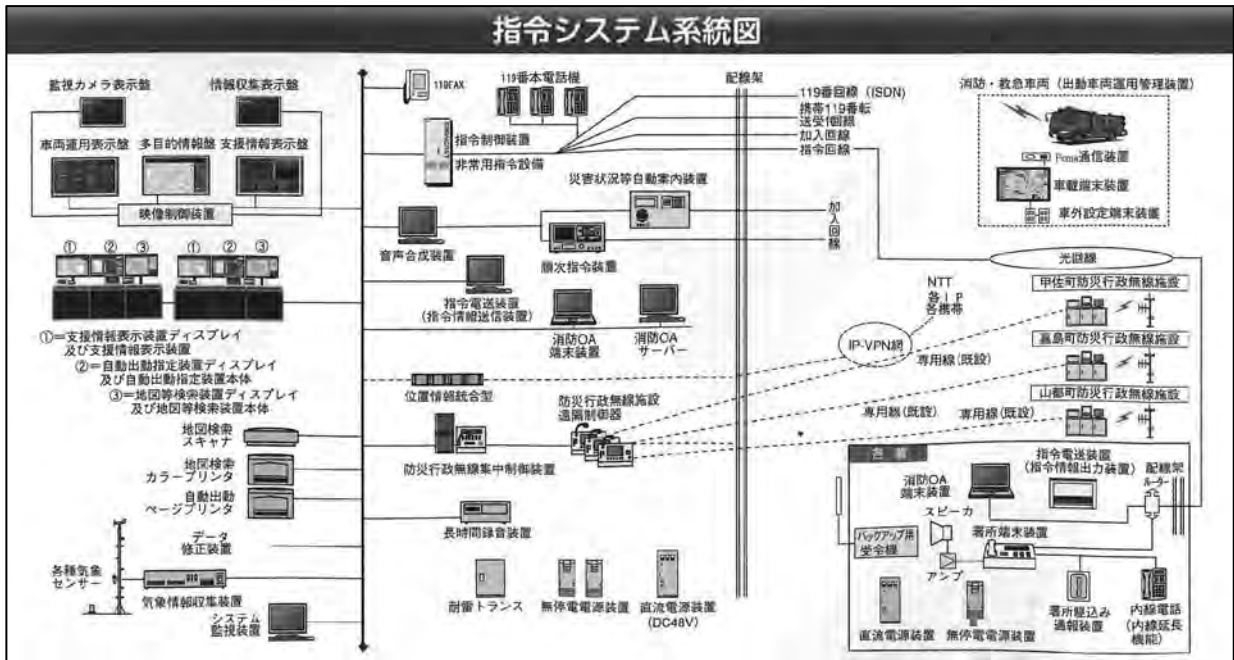 指令システム系統図
監視カメラ表示盤
情報収集表示盤
車両運用表示盤
多目的情報盤
支援情報表示盤
映像制御装置
① ② ③
① ② ③
①=支援情報表示装置ディスプレイ
及び支援情報表示装置
②=自動出動指定装置ディスプレイ
及び自動出動指定装置本体
③=地図等検索装置ディスプレイ
及び地図等検索装置本体
地図検索
スキャナ
地図検索
カラープリンタ
自動出動
ページプリンタ
データ
修正装置
各種気象
センサー
気象情報収集装置
システム
監視装置
119FAX
119番本電話機
指令制御装置
非常用指令設備
災害状況等自動案内装置
音声合成装置
順次指令装置
指令電送装置
(指令情報送信装置)
消防OA
端末装置
消防OA
サーバー
位置情報統合型
防災行政無線施設
遠隔制御器
防災行政無線集中制御装置
長時間録音装置
耐雷トランス
無停電電源装置
直流電源装置
(DC48V)
配線架
119番回線 (ISDN)
携帯119番転
送受1回線
加入回線
指令回線
加
入
回
線
NTT
各IP
各携帯
IP-VPN網
専用線(既設)
専用線(既設)
専用線(既設)
消防・救急車両 (出動車両運用管理装置)
Foma通信装置
車載端末装置
車外設定端末装置
光回線
甲佐町防災行政無線施設
嘉島町防災行政無線施設
山都町防災行政無線施設
各署
消防OA
端末装置
指令電送装置
(指令情報出力装置)
配線架
ルーター
スピーカ
バックアップ用
受令機
アンプ
署所端末装置
直流電源装置
無停電電源装置
署所駆込み
通報装置
内線電話
(内線延長
機能)